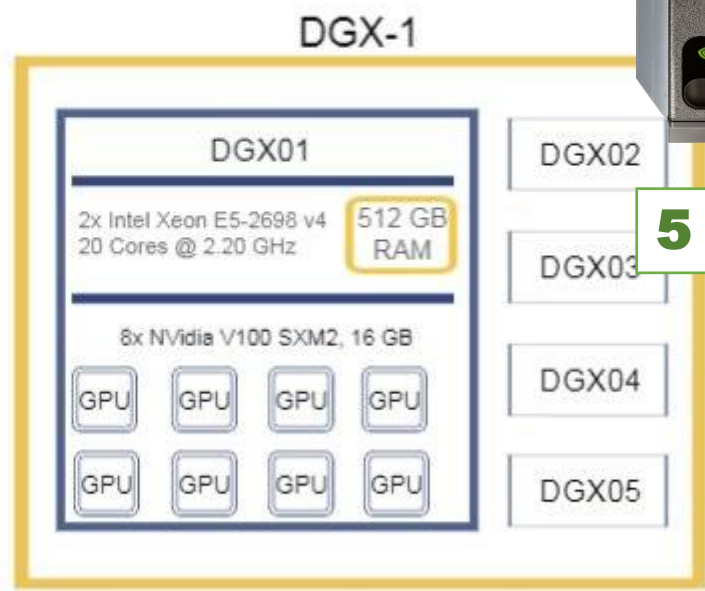 DGX-1
DGX01
2x Intel Xeon E5-2698 v4
20 Cores @ 2.20 GHz
512 GB
RAM
8x NVidia V100 SXM2, 16 GB
GPU
GPU
GPU
GPU
GPU
GPU
GPU
GPU
DGX02
DGX03
DGX04
DGX05
5